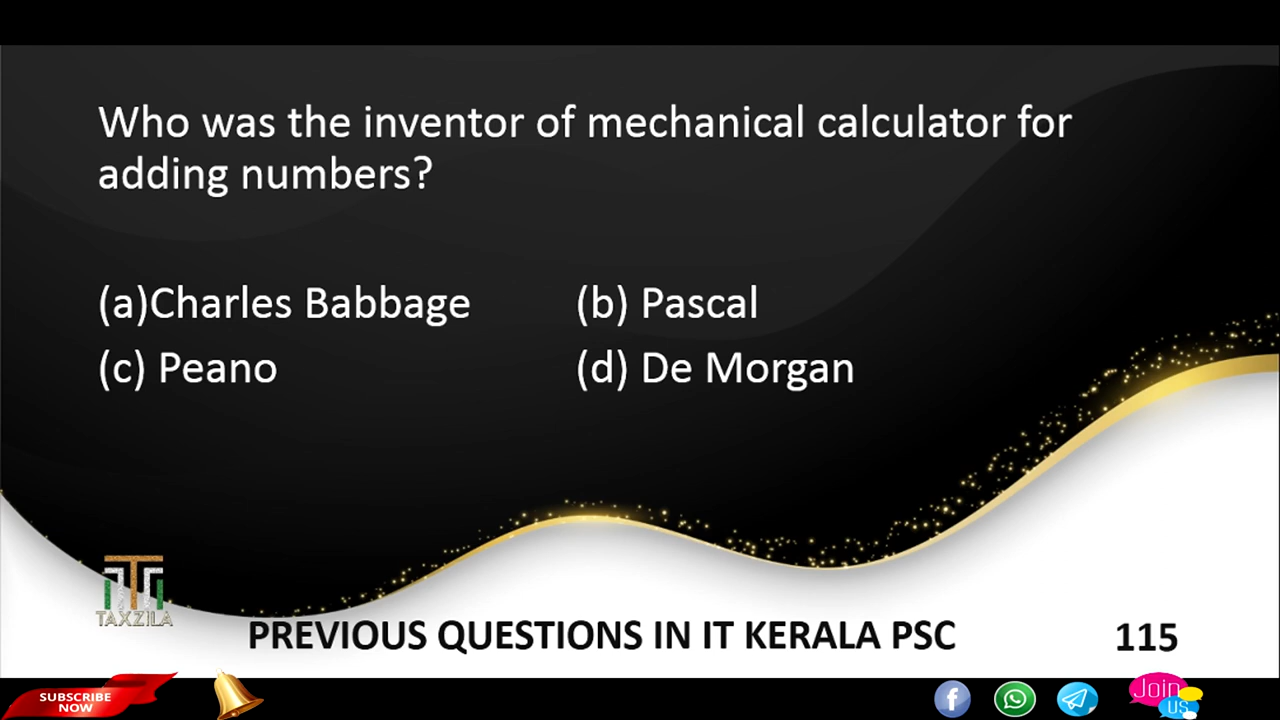 Who was the inventor of mechanical calculator for
adding numbers?
(a)Charles Babbage (b) Pascal
(c) Peano (d) De Morgan
TAXZILA
PREVIOUS QUESTIONS IN IT KERALA PSC 115
SUBSCRIBE
NOW
Join
us